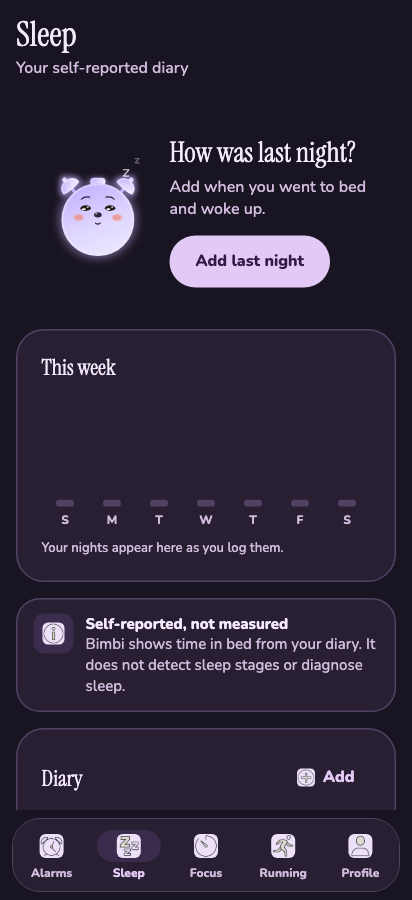 Sleep
Your self-reported diary
z
z
How was last night?
Add when you went to bed
and woke up.
Add last night
This week
S M T W T F S
Your nights appear here as you log them.
Self-reported, not measured
Bimbi shows time in bed from your diary. It
does not detect sleep stages or diagnose
sleep.
Diary
Add
Alarms Sleep Focus Running Profile